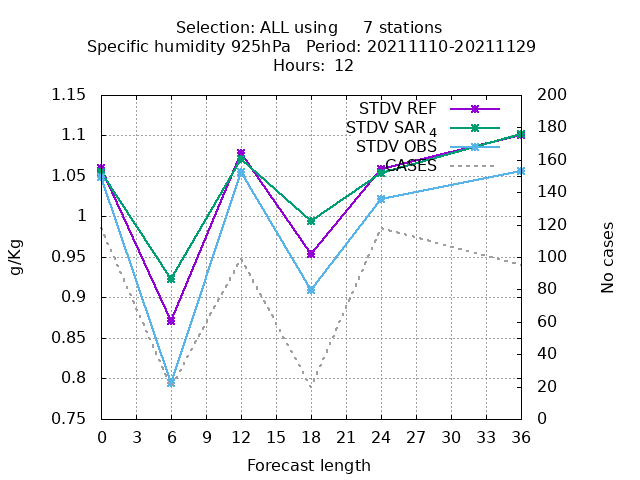 Selection: ALL using     7 stations
Specific humidity 925hPa   Period: 20211110-20211129
Hours: 12
STDV REF
STDV SAR4
STDV OBS
CASES
1.15
1.1
1.05
1
0.95
0.9
0.85
0.8
0.75
g/Kg
200
180
160
140
120
100
80
60
40
20
0
No cases
0 3 6 9 12 15 18 21 24 27 30 33 36
Forecast length